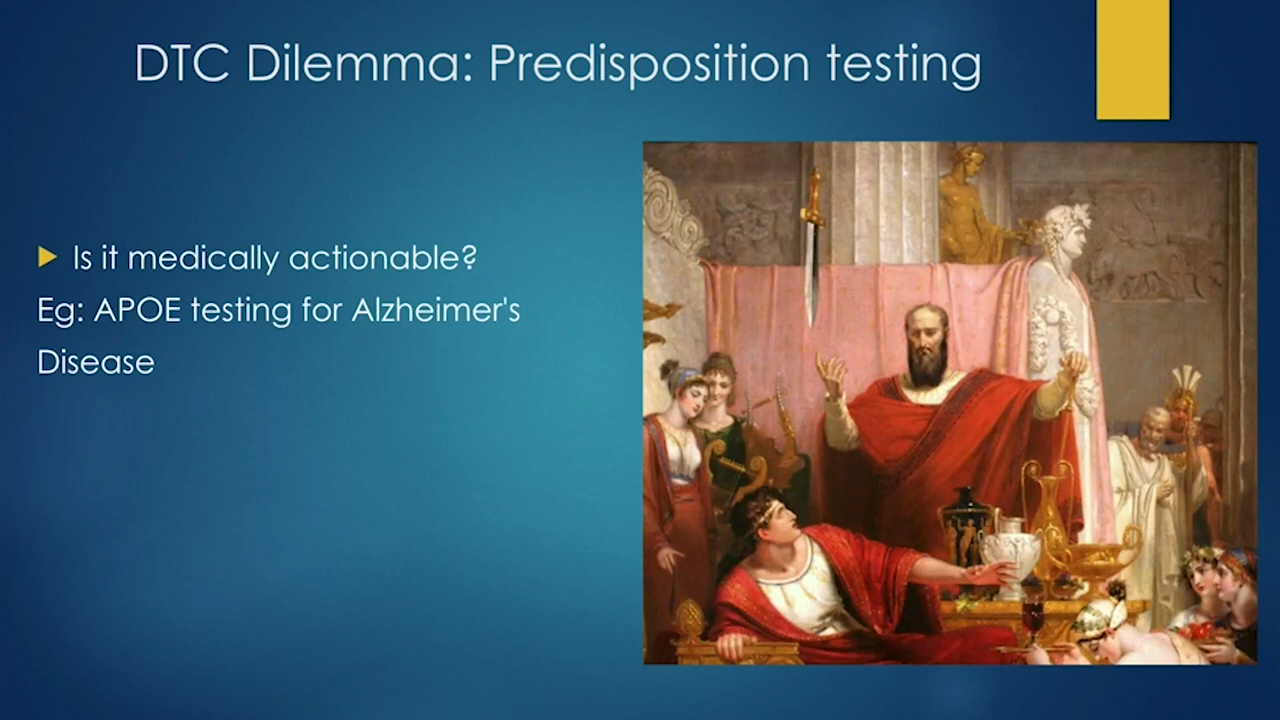 DTC Dilemma: Predisposition testing
Is it medically actionable?
Eg: APOE testing for Alzheimer's
Disease